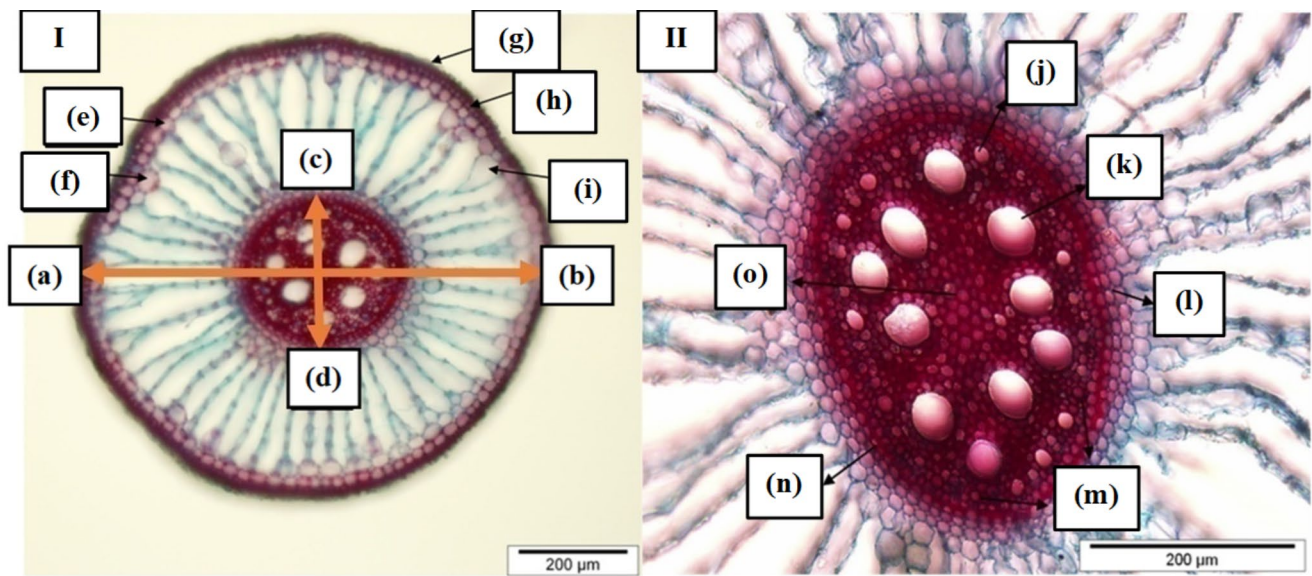 I
(g)
II
(j)
(h)
(e)
(c)
(k)
(f)
(i)
(a)
(b)
(o)
(l)
(d)
(n)
(m)
200 µm
200 µm